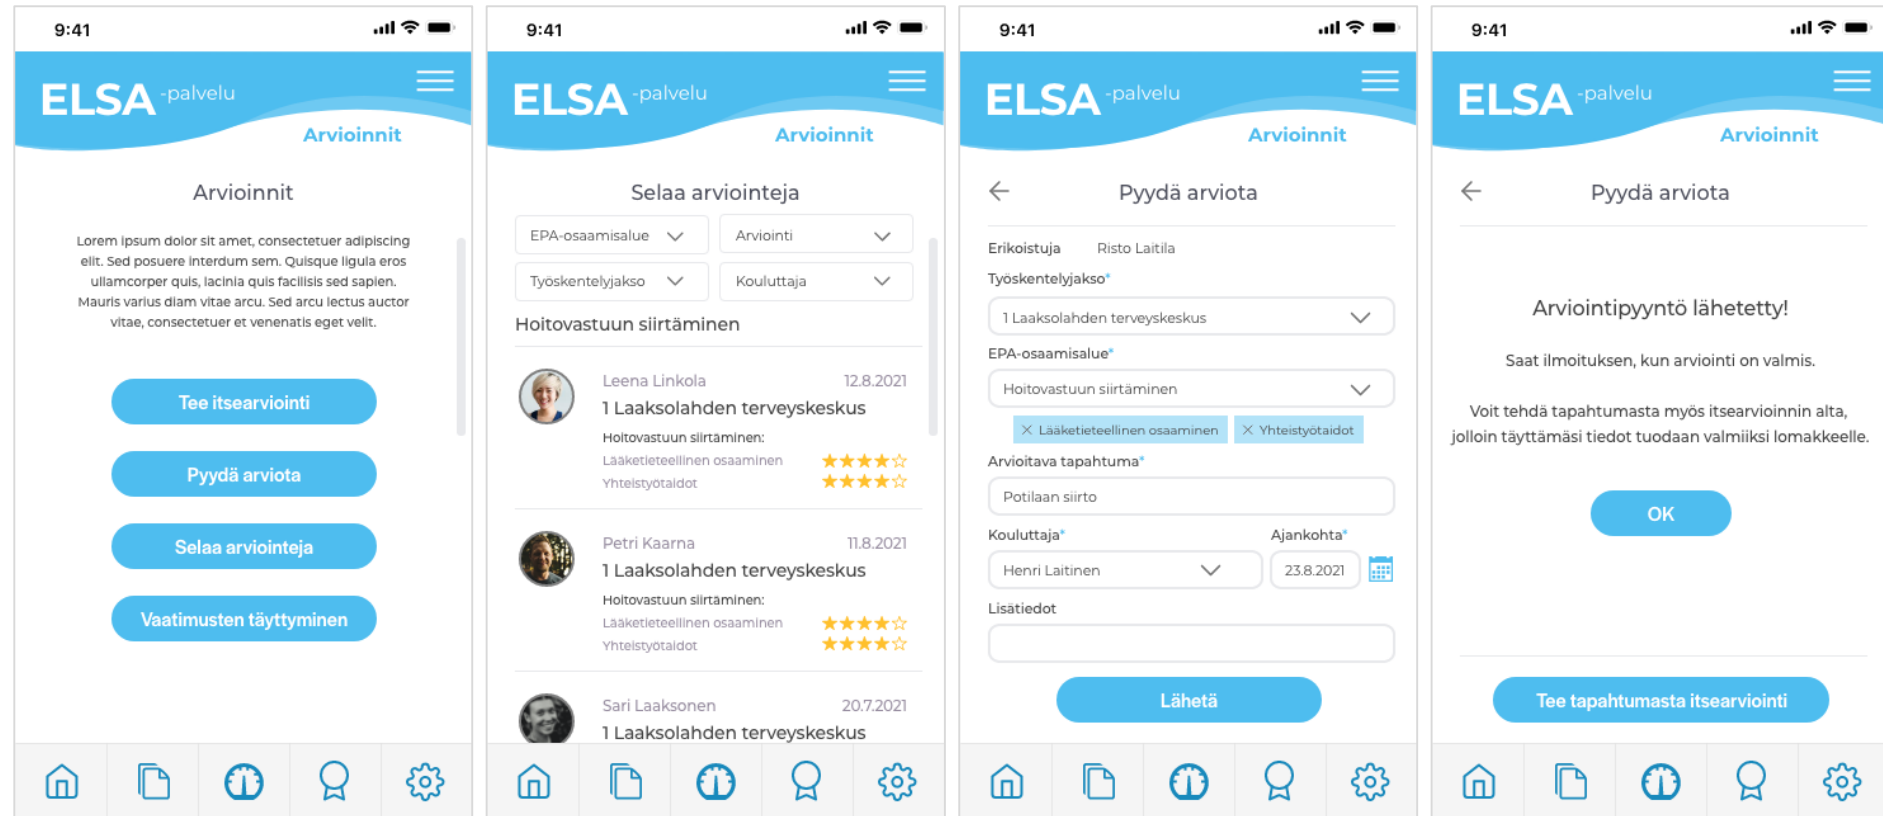 9:41
ELSA -palvelu
Arvioinnit
Arvioinnit
Lorem ipsum dolor sit amet, consectetuer adipiscing
elit. Sed posuere interdum sem. Quisque ligula eros
ullamcorper quis, lacinia quis facilisis sed sapien.
Mauris varius diam vitae arcu. Sed arcu lectus auctor
vitae, consectetuer et venenatis eget velit.
Tee itsearviointi
Pyydä arviota
Selaa arviointeja
Vaatimusten täyttyminen
9:41
ELSA -palvelu
Arvioinnit
Selaa arviointeja
EPA-osaamisalue Arviointi
Työskentelyjakso Kouluttaja
Hoitovastuun siirtäminen
Leena Linkola 12.8.2021
1 Laaksolahden terveyskeskus
Hoitovastuun siirtäminen:
Lääketieteellinen osaaminen
Yhteistyötaidot
Petri Kaarna 11.8.2021
1 Laaksolahden terveyskeskus
Hoitovastuun siirtäminen:
Lääketieteellinen osaaminen
Yhteistyötaidot
Sari Laaksonen 20.7.2021
1 Laaksolahden terveyskeskus
9:41
ELSA -palvelu
Arvioinnit
Pyydä arviota
Erikoistuja Risto Laitila
Työskentelyjakso*
1 Laaksolahden terveyskeskus
EPA-osaamisalue*
Hoitovastuun siirtäminen
× Lääketieteellinen osaaminen × Yhteistyötaidot
Arvioitava tapahtuma*
Potilaan siirto
Kouluttaja* Ajankohta*
Henri Laitinen 23.8.2021
Lisätiedot
Lähetä
9:41
ELSA -palvelu
Arvioinnit
Pyydä arviota
Arviointipyyntö lähetetty!
Saat ilmoituksen, kun arviointi on valmis.
Voit tehdä tapahtumasta myös itsearvioinnin alta,
jolloin täyttämäsi tiedot tuodaan valmiiksi lomakkeelle.
OK
Tee tapahtumasta itsearviointi